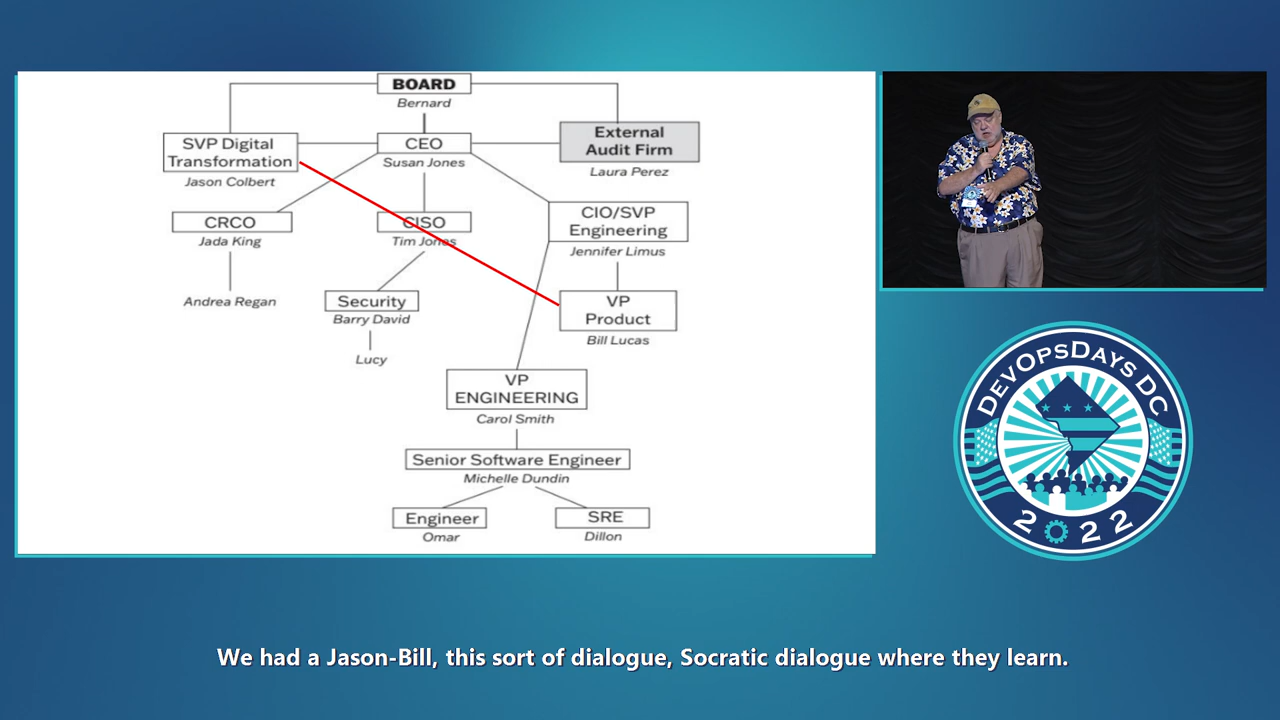 BOARD
Bernard
SVP Digital
Transformation
Jason Colbert
CEO
Susan Jones
External
Audit Firm
Laura Perez
CRCO
Jada King
Andrea Regan
CISO
Tim Jones
CIO/SVP
Engineering
Jennifer Limus
Security
Barry David
Lucy
VP
Product
Bill Lucas
VP
ENGINEERING
Carol Smith
Senior Software Engineer
Michelle Dundin
Engineer
Omar
SRE
Dillon
DEVOPSDAYS DC
2022
We had a Jason-Bill, this sort of dialogue, Socratic dialogue where they learn.